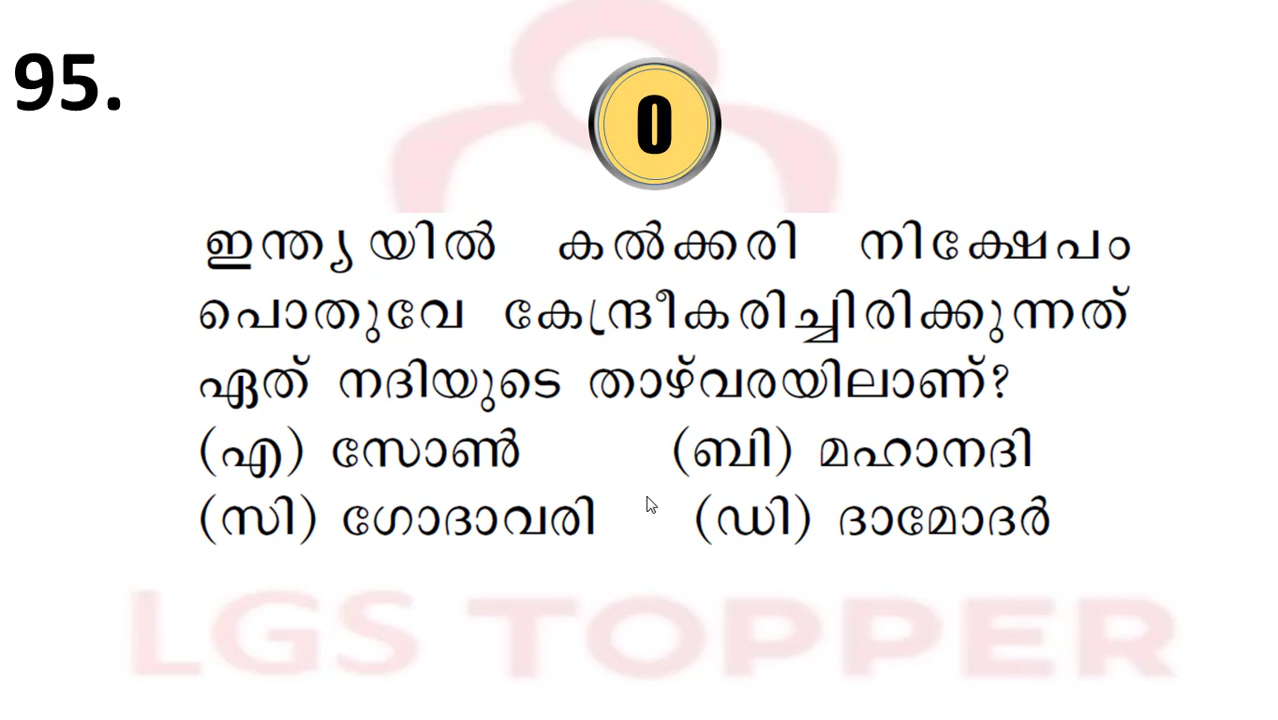 95.
0
ഇന്ത്യയിൽ കൽക്കരി നിക്ഷേപം
പൊതുവേ കേന്ദ്രീകരിച്ചിരിക്കുന്നത്
ഏത് നദിയുടെ താഴ്‌വരയിലാണ്?
(എ) സോൺ (ബി) മഹാനദി
(സി) ഗോദാവരി (ഡി) ദാമോദർ
LGS TOPPER